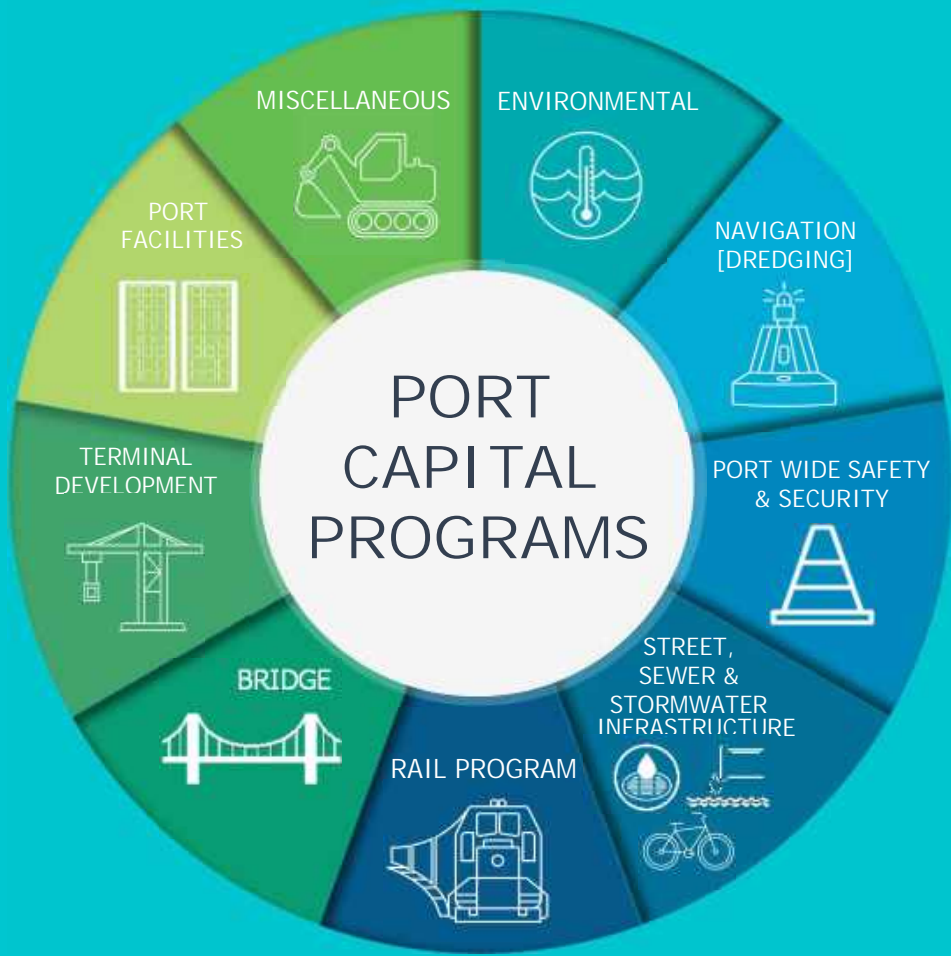 PORT
CAPITAL
PROGRAMS
ENVIRONMENTAL
NAVIGATION
[DREDGING]
PORT WIDE SAFETY
& SECURITY
STREET,
SEWER &
STORMWATER
INFRASTRUCTURE
RAIL PROGRAM
BRIDGE
TERMINAL
DEVELOPMENT
PORT
FACILITIES
MISCELLANEOUS